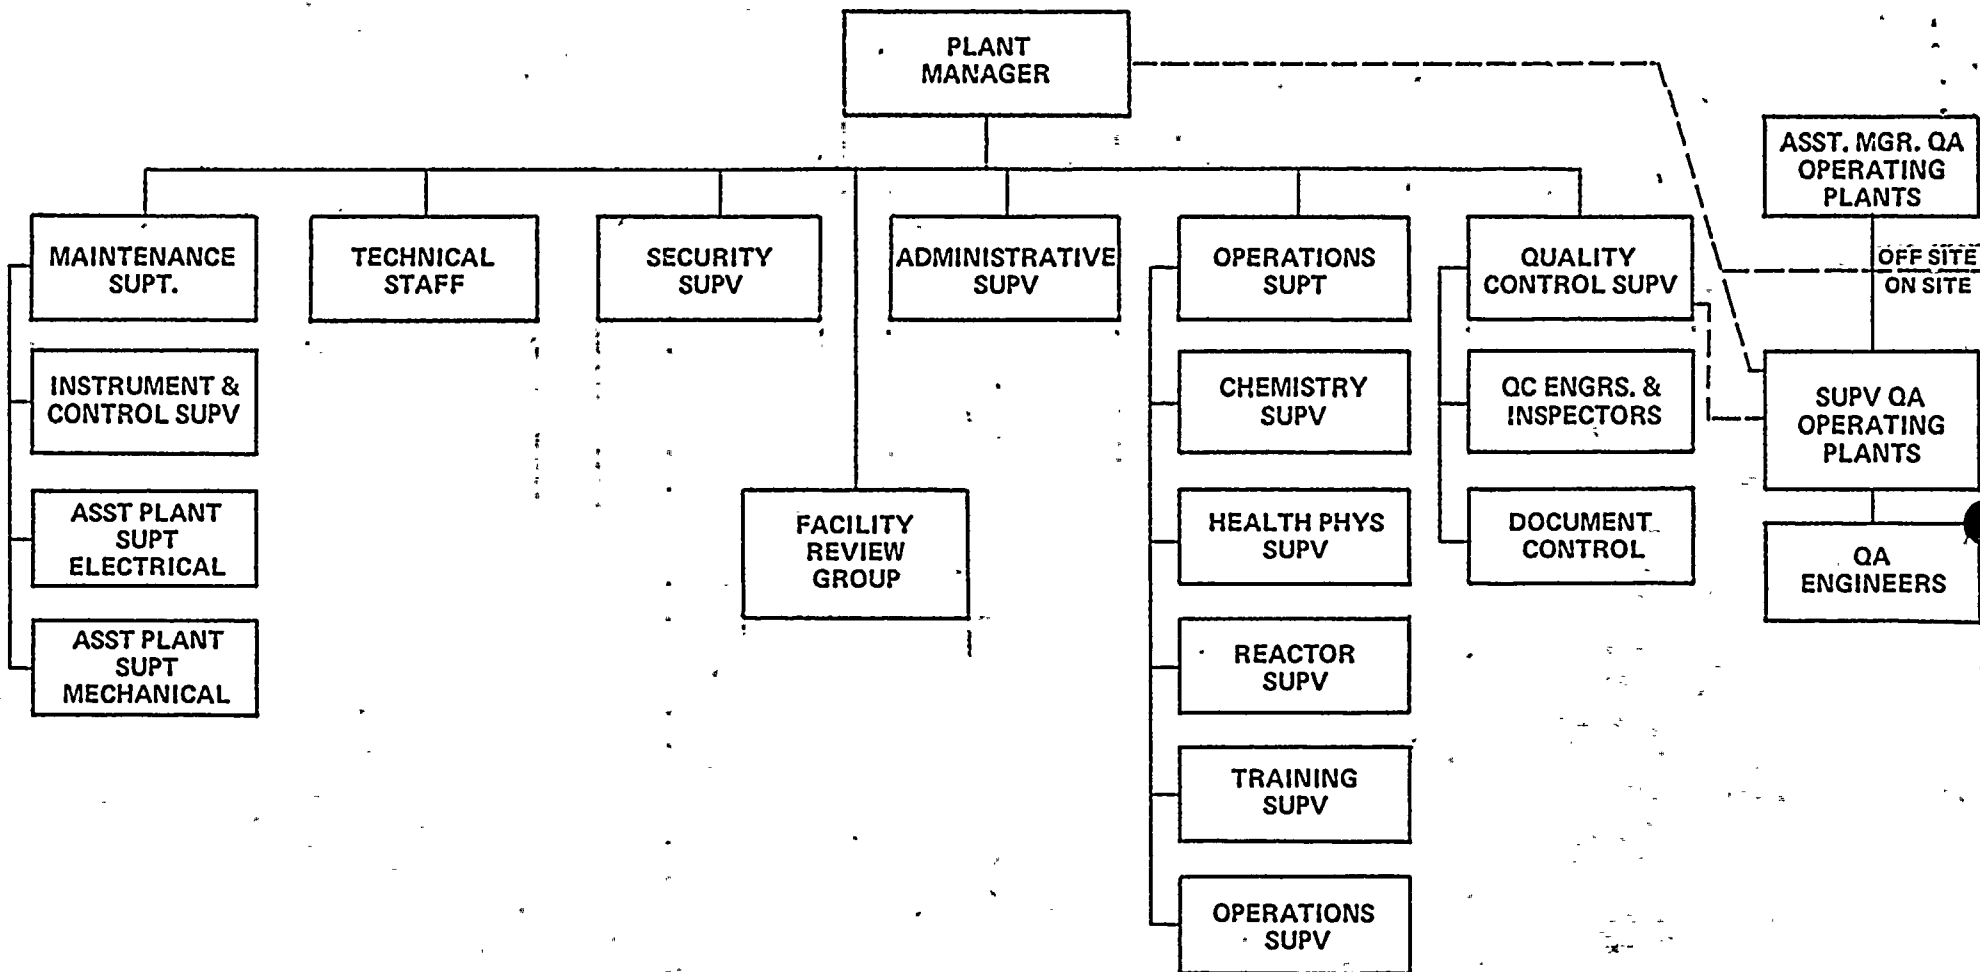 PLANT
MANAGER
ASST. MGR. QA
OPERATING
PLANTS
MAINTENANCE
SUPT.
TECHNICAL
STAFF
SECURITY
SUPV
ADMINISTRATIVE
SUPV
OPERATIONS
SUPT
QUALITY
CONTROL SUPV
OFF SITE
ON SITE
INSTRUMENT &
CONTROL SUPV
CHEMISTRY
SUPV
QC ENGRS. &
INSPECTORS
SUPV QA
OPERATING
PLANTS
ASST PLANT
SUPT
ELECTRICAL
FACILITY
REVIEW
GROUP
HEALTH PHYS
SUPV
DOCUMENT
CONTROL
QA
ENGINEERS
ASST PLANT
SUPT
MECHANICAL
REACTOR
SUPV
TRAINING
SUPV
OPERATIONS
SUPV